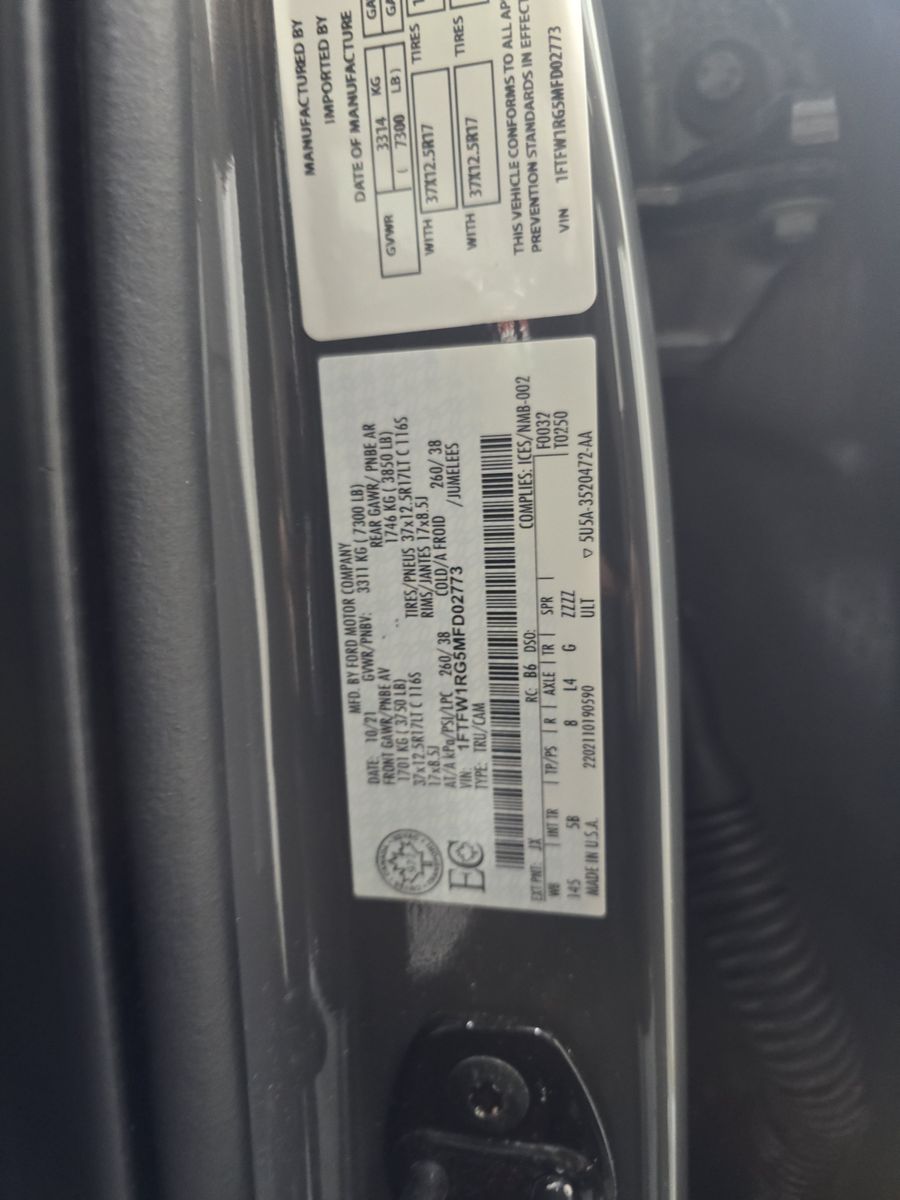 MFD. BY FORD MOTOR COMPANY
DATE: 10/21 GVWR/PNBV: 3311 KG ( 7300 LB)
FRONT GAWR/PNBE AV REAR GAWR/ PNBE AR
1701 KG ( 3750 LB) 1746 KG ( 3850 LB)
37x12.5R17LT C 116S TIRES/PNEUS 37x12.5R17LT C 116S
17x8.5J RIMS/JANTES 17x8.5J
AT/A kPa/PSI/LPC 260/ 38 COLD/A FROID 260/ 38
VIN: 1FTFW1RG5MFD02773 /JUMELEES
TYPE: TRU/CAM
COMPLIES: ICES/NMB-002
EXT PNT: JX RC: B6 DSO: F0032
WB INT TR TP/PS R AXLE TR SPR T0250
145 5B 8 L4 G ZZZZ
ULT
MADE IN U.S.A. 2202110190590 ▽ 5U5A-3520472-AA
EC
MANUFACTURED BY
IMPORTED BY
DATE OF MANUFACTURE
GVWR 3314 KG GA
( 7300 LB ) GA
WITH 37X12.5R17 TIRES
WITH 37X12.5R17 TIRES
THIS VEHICLE CONFORMS TO ALL AP
PREVENTION STANDARDS IN EFFECT
VIN 1FTFW1RG5MFD02773